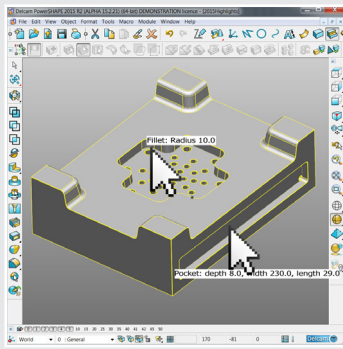 Delcam PowerSHAPE 2015 R2 (ALPHA 15.2.21) (64-bit) DEMONSTRATION licence - [2015Highlights]
File Edit View Object Format Tools Macro Module Window Help
Fillet: Radius 10.0
Pocket: depth 8.0, width 230.0, length 29.0
World 0 : General 170 -81 0 Delcam